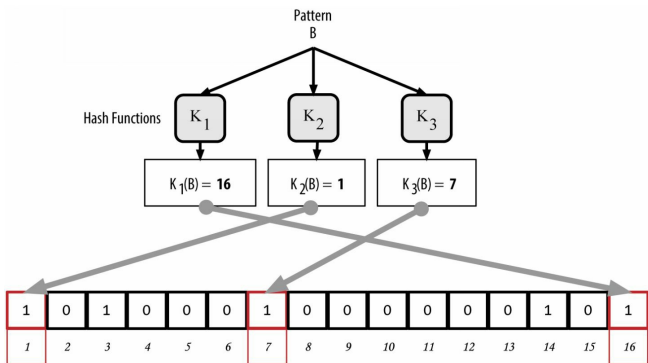 Pattern
B
Hash Functions K1 K2 K3
K1(B) = 16 K2(B) = 1 K3(B) = 7
1 0 1 0 0 0 1 0 0 0 0 0 0 1 0 1
1 2 3 4 5 6 7 8 9 10 11 12 13 14 15 16